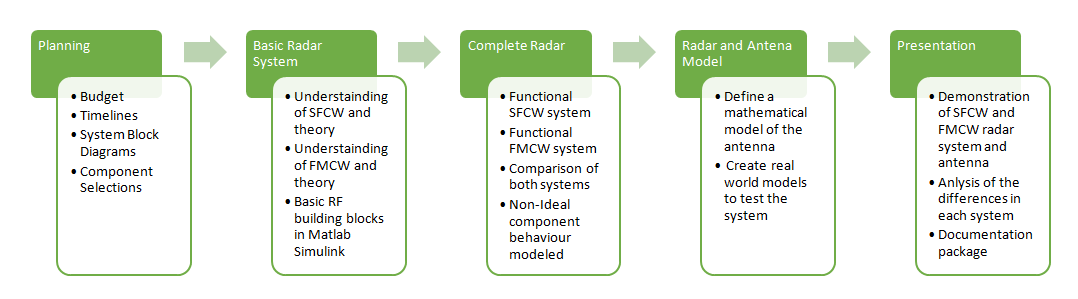 Planning
• Budget
• Timelines
• System Block
Diagrams
• Component
Selections
Basic Radar
System
• Understainding
of SFCW and
theory
• Understainding
of FMCW and
theory
• Basic RF
building blocks
in Matlab
Simulink
Complete Radar
• Functional
SFCW system
• Functional
FMCW system
• Comparison of
both systems
• Non-Ideal
component
behaviour
modeled
Radar and Antena
Model
• Define a
mathematical
model of the
antenna
• Create real
world models
to test the
system
Presentation
• Demonstration
of SFCW and
FMCW radar
system and
antenna
• Anlysis of the
differences in
each system
• Documentation
package